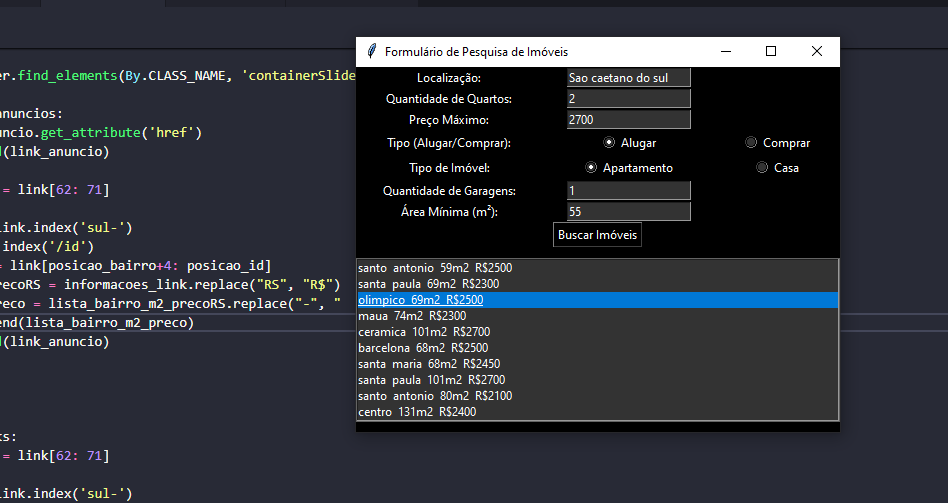 er.find_elements(By.CLASS_NAME, 'containerSlide
anuncios:
uncio.get_attribute('href')
(link_anuncio)
= link[62: 71]
link.index('sul-')
index('/id')
= link[posicao_bairro+4: posicao_id]
recoRS = informacoes_link.replace("RS", "R$")
reco = lista_bairro_m2_precoRS.replace("-", "
end(lista_bairro_m2_preco)
(link_anuncio)
ts:
= link[62: 71]
link.index('sul-')
Formulário de Pesquisa de Imóveis
Localização: Sao caetano do sul
Quantidade de Quartos: 2
Preço Máximo: 2700
Tipo (Alugar/Comprar): Alugar Comprar
Tipo de Imóvel: Apartamento Casa
Quantidade de Garagens: 1
Área Mínima (m²): 55
Buscar Imóveis
santo antonio 59m2 R$2500
santa paula 69m2 R$2300
olimpico 69m2 R$2500
maua 74m2 R$2300
ceramica 101m2 R$2700
barcelona 68m2 R$2500
santa maria 68m2 R$2450
santa paula 101m2 R$2700
santo antonio 80m2 R$2100
centro 131m2 R$2400